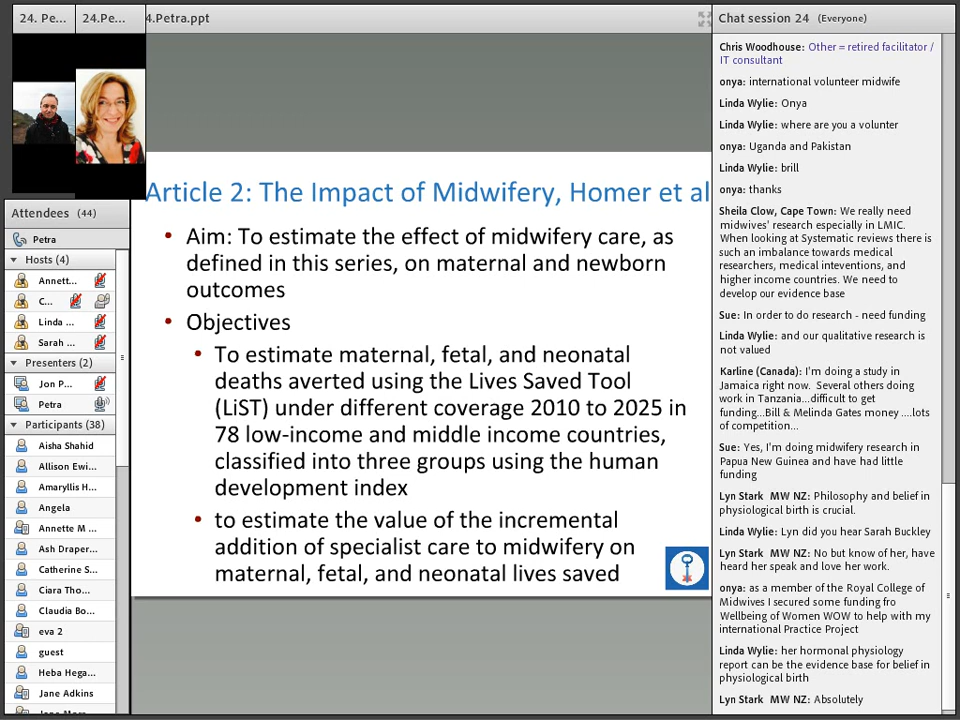 24. Pe...
24.Pe...
4.Petra.ppt
Article 2: The Impact of Midwifery, Homer et al
• Aim: To estimate the effect of midwifery care, as
defined in this series, on maternal and newborn
outcomes
• Objectives
• To estimate maternal, fetal, and neonatal
deaths averted using the Lives Saved Tool
(LiST) under different coverage 2010 to 2025 in
78 low-income and middle income countries,
classified into three groups using the human
development index
• to estimate the value of the incremental
addition of specialist care to midwifery on
maternal, fetal, and neonatal lives saved
Attendees (44)
Petra
Hosts (4)
Annett...
C...
Linda ...
Sarah ...
Presenters (2)
Jon P...
Petra
Participants (38)
Aisha Shahid
Allison Ewi...
Amaryllis H...
Angela
Annette M ...
Ash Draper...
Catherine S...
Ciara Tho...
Claudia Bo...
eva 2
guest
Heba Hega...
Jane Adkins
Chat session 24 (Everyone)
Chris Woodhouse: Other = retired facilitator /
IT consultant
onya: international volunteer midwife
Linda Wylie: Onya
Linda Wylie: where are you a volunter
onya: Uganda and Pakistan
Linda Wylie: brill
onya: thanks
Sheila Clow, Cape Town: We really need
midwives' research especially in LMIC.
When looking at Systematic reviews there is
such an imbalance towards medical
researchers, medical inteventions, and
higher income countries. We need to
develop our evidence base
Sue: In order to do research - need funding
Linda Wylie: and our qualitative research is
not valued
Karline (Canada): I'm doing a study in
Jamaica right now. Several others doing
work in Tanzania...difficult to get
funding...Bill & Melinda Gates money ....lots
of competition...
Sue: Yes, I'm doing midwifery research in
Papua New Guinea and have had little
funding
Lyn Stark MW NZ: Philosophy and belief in
physiological birth is crucial.
Linda Wylie: Lyn did you hear Sarah Buckley
Lyn Stark MW NZ: No but know of her, have
heard her speak and love her work.
onya: as a member of the Royal College of
Midwives I secured some funding fro
Wellbeing of Women WOW to help with my
international Practice Project
Linda Wylie: her hormonal physiology
report can be the evidence base for belief in
physiological birth
Lyn Stark MW NZ: Absolutely